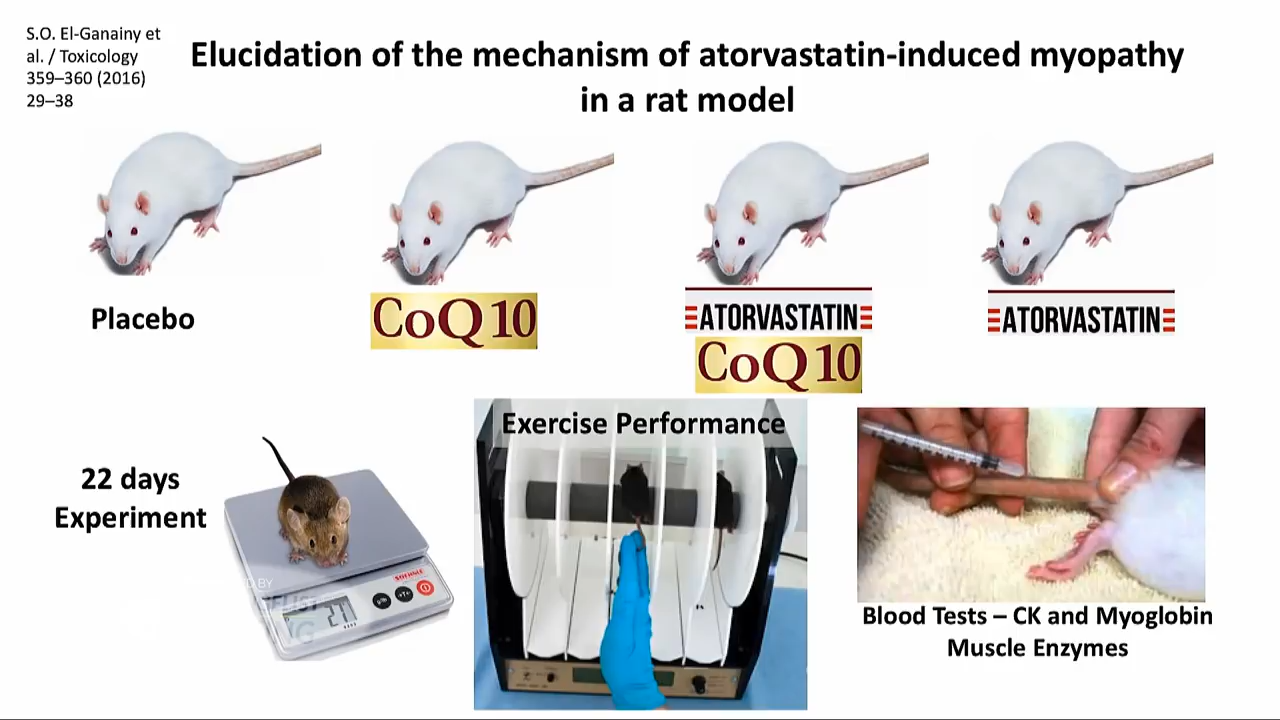 S.O. El-Ganainy et
al. / Toxicology
359–360 (2016)
29–38
Elucidation of the mechanism of atorvastatin-induced myopathy
in a rat model
Placebo
CoQ10
ATORVASTATIN
CoQ10
ATORVASTATIN
22 days
Experiment
Exercise Performance
Blood Tests – CK and Myoglobin
Muscle Enzymes